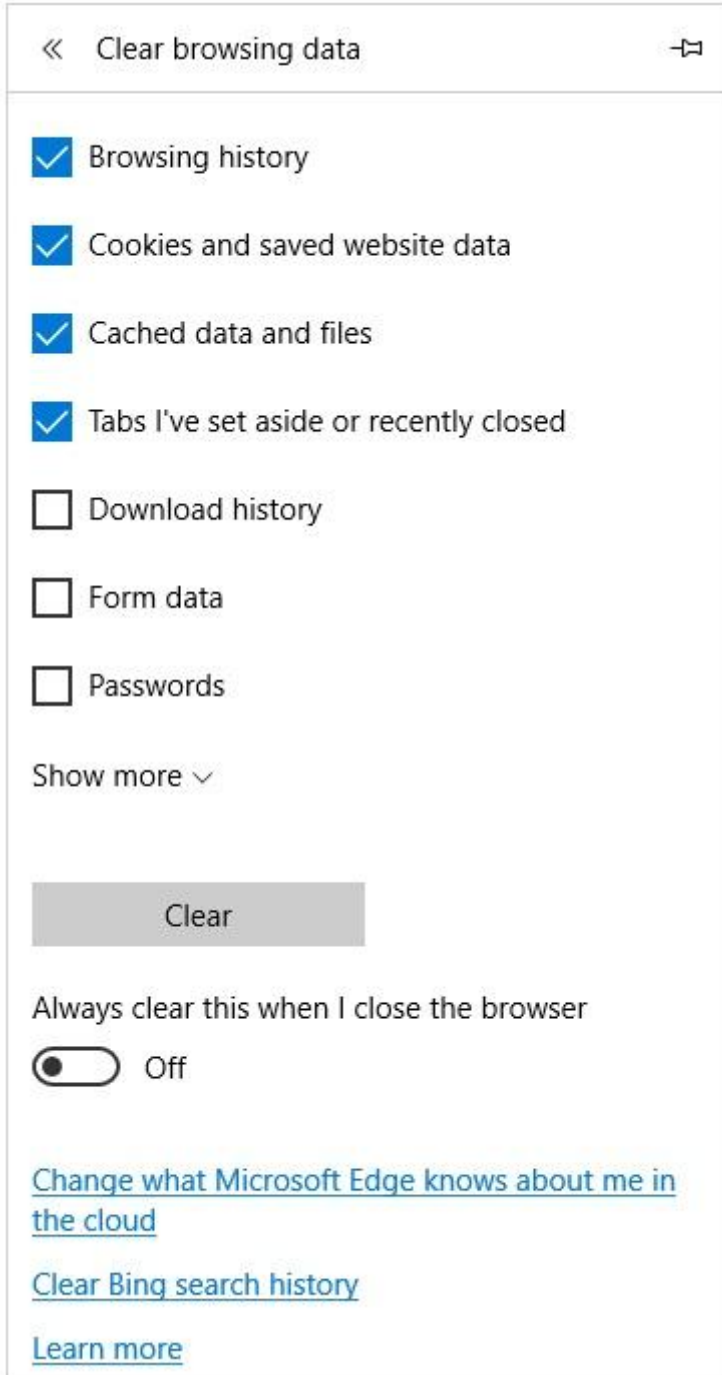 Clear browsing data
Browsing history
Cookies and saved website data
Cached data and files
Tabs I've set aside or recently closed
Download history
Form data
Passwords
Show more
Clear
Always clear this when I close the browser
Off
Change what Microsoft Edge knows about me in
the cloud
Clear Bing search history
Learn more